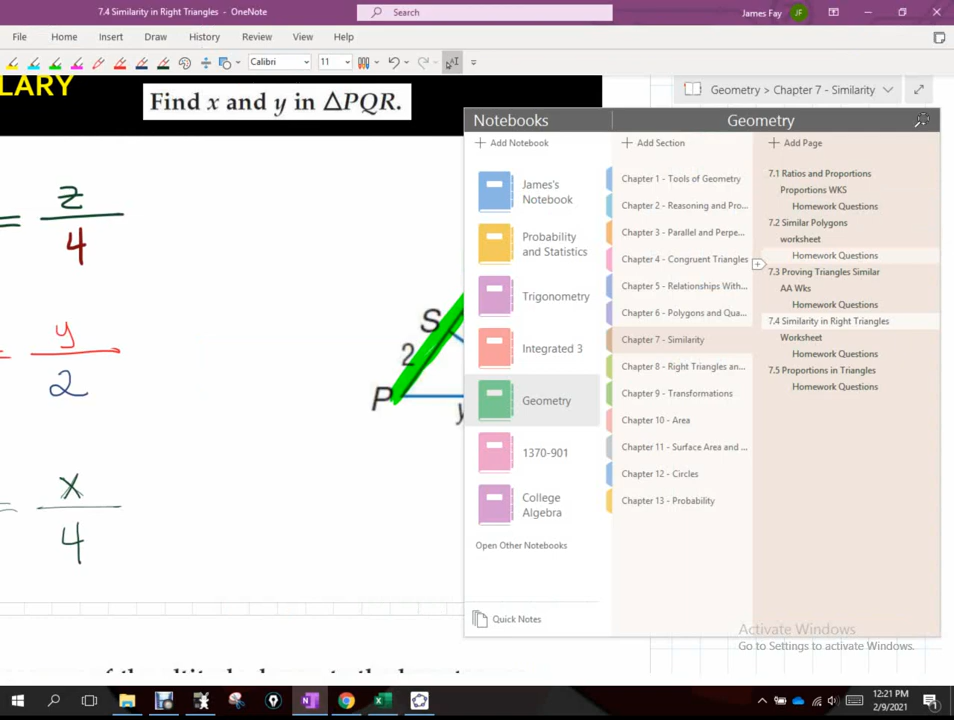 7.4 Similarity in Right Triangles - OneNote
Search
James Fay
JF
File Home Insert Draw History Review View Help
Calibri 11
LARY
Find x and y in △PQR.
Geometry > Chapter 7 - Similarity
Notebooks
Geometry
Add Notebook
Add Section
Add Page
James's
Notebook
Probability
and Statistics
Trigonometry
Integrated 3
Geometry
1370-901
College
Algebra
Open Other Notebooks
Quick Notes
Chapter 1 - Tools of Geometry
Chapter 2 - Reasoning and Pro...
Chapter 3 - Parallel and Perpe...
Chapter 4 - Congruent Triangles
Chapter 5 - Relationships With...
Chapter 6 - Polygons and Qua...
Chapter 7 - Similarity
Chapter 8 - Right Triangles an...
Chapter 9 - Transformations
Chapter 10 - Area
Chapter 11 - Surface Area and ...
Chapter 12 - Circles
Chapter 13 - Probability
7.1 Ratios and Proportions
Proportions WKS
Homework Questions
7.2 Similar Polygons
worksheet
Homework Questions
7.3 Proving Triangles Similar
AA Wks
Homework Questions
7.4 Similarity in Right Triangles
Worksheet
Homework Questions
7.5 Proportions in Triangles
Homework Questions
= z
4
= y
2
= x
4
S
2
P
y
Activate Windows
Go to Settings to activate Windows.
12:21 PM
2/9/2021
1